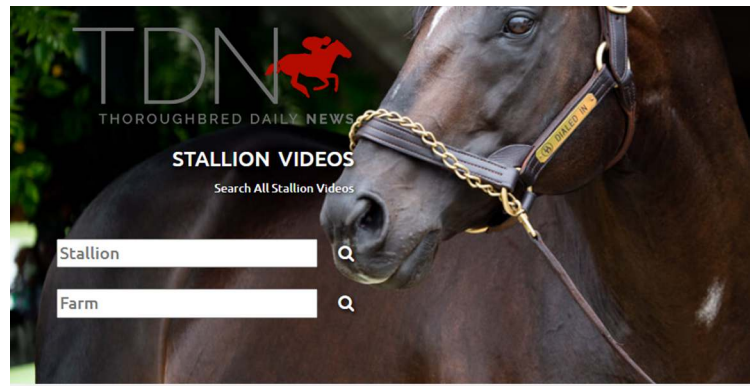 TDN
THOROUGHBRED DAILY NEWS
STALLION VIDEOS
Search All Stallion Videos
Stallion
Farm
DIALED IN